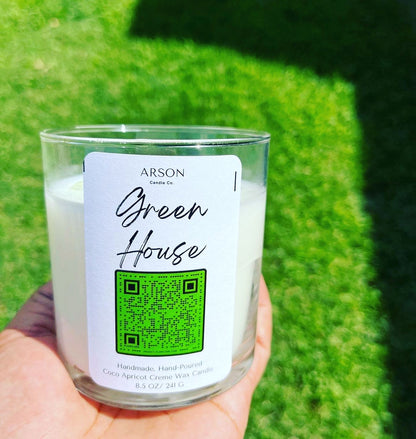 ARSON
Candle Co.
Green
House
Handmade, Hand-Poured
Coco Apricot Creme Wax Candle
8.5 OZ/ 241 G